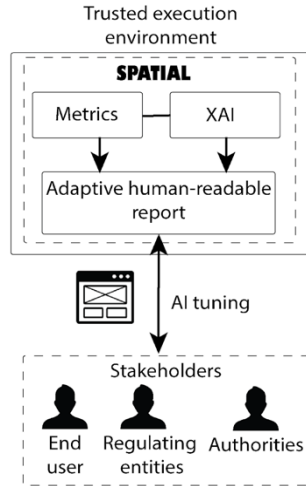 Trusted execution
environment
SPATIAL
Metrics
XAI
Adaptive human-readable
report
AI tuning
Stakeholders
End
user
Regulating
entities
Authorities